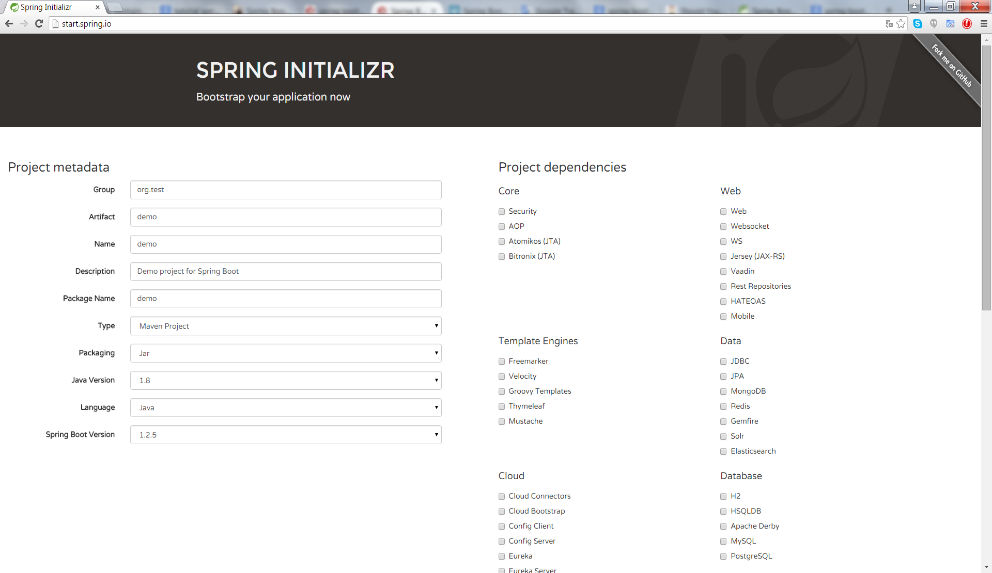 Spring Initializr
start.spring.io
Fork me on GitHub
SPRING INITIALIZR
Bootstrap your application now
Project metadata
Group org.test
Artifact demo
Name demo
Description Demo project for Spring Boot
Package Name demo
Type Maven Project
Packaging Jar
Java Version 1.8
Language Java
Spring Boot Version 1.2.5
Project dependencies
Core
Security
AOP
Atomikos (JTA)
Bitronix (JTA)
Web
Web
Websocket
WS
Jersey (JAX-RS)
Vaadin
Rest Repositories
HATEOAS
Mobile
Template Engines
Freemarker
Velocity
Groovy Templates
Thymeleaf
Mustache
Data
JDBC
JPA
MongoDB
Redis
Gemfire
Solr
Elasticsearch
Cloud
Cloud Connectors
Cloud Bootstrap
Config Client
Config Server
Eureka
Eureka Server
Database
H2
HSQLDB
Apache Derby
MySQL
PostgreSQL